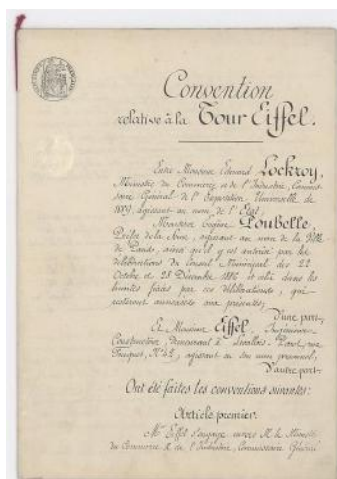 Convention
relative à la Tour Eiffel.
Entre Monsieur Edouard Lockroy,
Ministre du Commerce et de l'Industrie, Commis-
saire Général de l'Exposition Universelle de
1889, agissant au nom de l'Etat,
Monsieur Eugène Poubelle,
Préfet de la Seine, agissant au nom de la Ville
de Paris, ainsi qu'il y est autorisé par les
délibérations du Conseil Municipal des 22
Octobre et 28 Décembre 1886 et celà dans les
limites fixées par ces délibérations, qui
resteront annexées aux présentes;
D'une part,
Et Monsieur Eiffel, Ingénieur-
Constructeur, demeurant à Levallois-Perret, rue
Fouquet, N° 42, agissant en son nom personnel;
D'autre part.
Ont été faites les conventions suivantes:
Article premier.
Mr Eiffel s'engage envers M. le Ministre
du Commerce & de l'Industrie, Commissaire Général